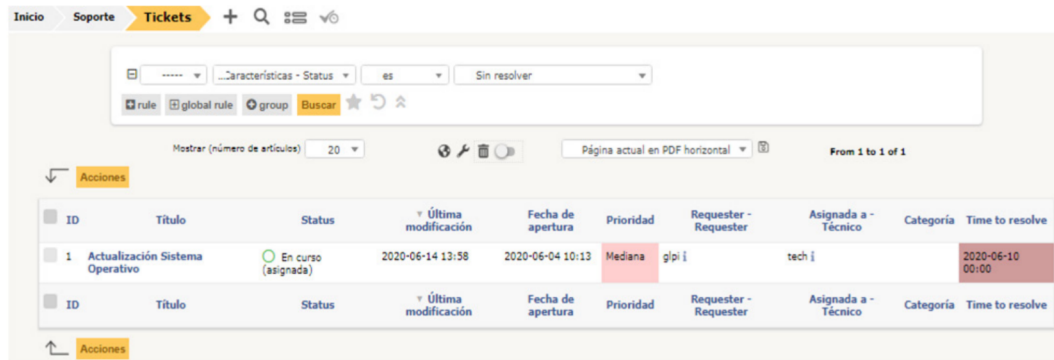 Inicio Soporte Tickets
----- ...Características - Status es Sin resolver
rule global rule group Buscar
Mostrar (número de artículos) 20 Página actual en PDF horizontal From 1 to 1 of 1
Acciones
ID Título Status Última modificación Fecha de apertura Prioridad Requester - Requester Asignada a - Técnico Categoría Time to resolve
1 Actualización Sistema Operativo En curso (asignada) 2020-06-14 13:58 2020-06-04 10:13 Mediana glpi i tech i 2020-06-10 00:00
ID Título Status Última modificación Fecha de apertura Prioridad Requester - Requester Asignada a - Técnico Categoría Time to resolve
Acciones